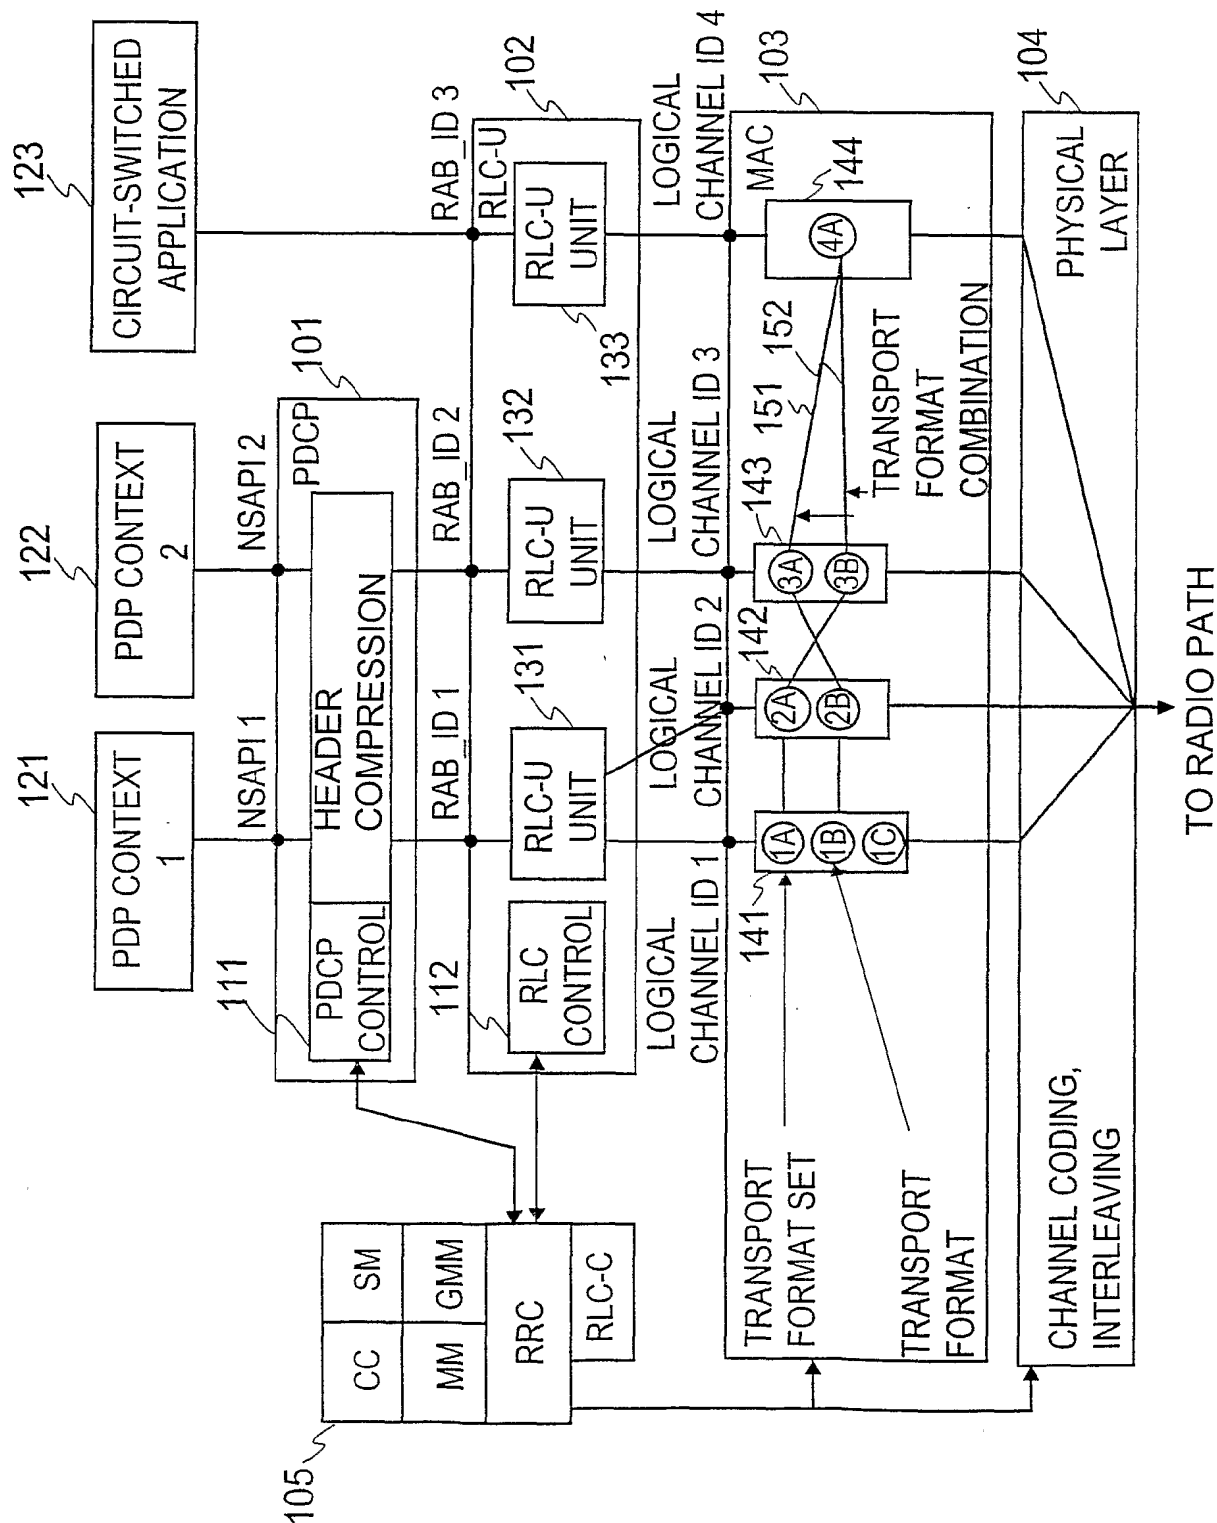 121
122
123
PDP CONTEXT
1
PDP CONTEXT
2
CIRCUIT-SWITCHED
APPLICATION
NSAPI 1
NSAPI 2
111
PDCP
CONTROL
HEADER
COMPRESSION
PDCP
101
112
RAB_ID 1
RAB_ID 2
RAB_ID 3
RLC-U
102
RLC
CONTROL
RLC-U
UNIT
131
RLC-U
UNIT
132
RLC-U
UNIT
133
LOGICAL
CHANNEL ID 1
LOGICAL
CHANNEL ID 2
LOGICAL
CHANNEL ID 3
LOGICAL
CHANNEL ID 4
105
CC
SM
MM
GMM
RRC
RLC-C
MAC
103
141
142
143
144
1A
1B
1C
2A
2B
3A
3B
4A
151
152
TRANSPORT
FORMAT SET
TRANSPORT
FORMAT
TRANSPORT
FORMAT
COMBINATION
104
CHANNEL CODING,
INTERLEAVING
PHYSICAL
LAYER
TO RADIO PATH